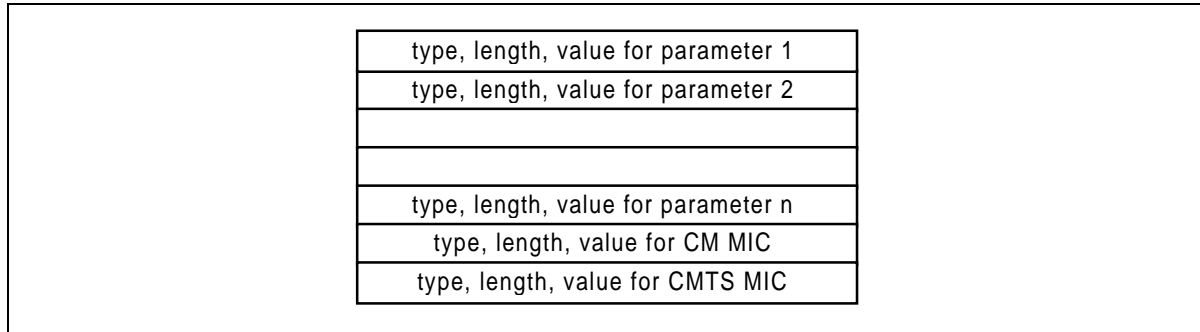 type, length, value for parameter 1
type, length, value for parameter 2
type, length, value for parameter n
type, length, value for CM MIC
type, length, value for CMTS MIC